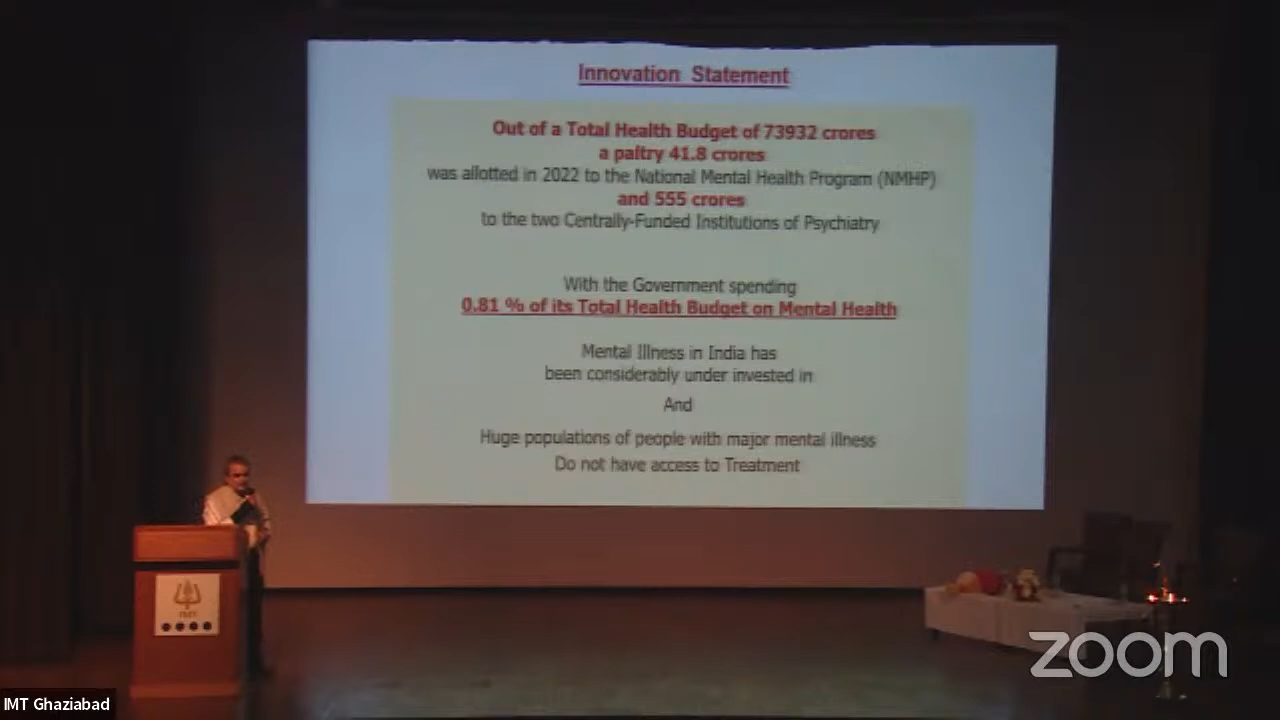 Innovation Statement
Out of a Total Health Budget of 73932 crores
a paltry 41.8 crores
was allotted in 2022 to the National Mental Health Program (NMHP)
and 555 crores
to the two Centrally-Funded Institutions of Psychiatry
With the Government spending
0.81 % of its Total Health Budget on Mental Health
Mental Illness in India has
been considerably under invested in
And
Huge populations of people with major mental illness
Do not have access to Treatment
zoom
IMT Ghaziabad